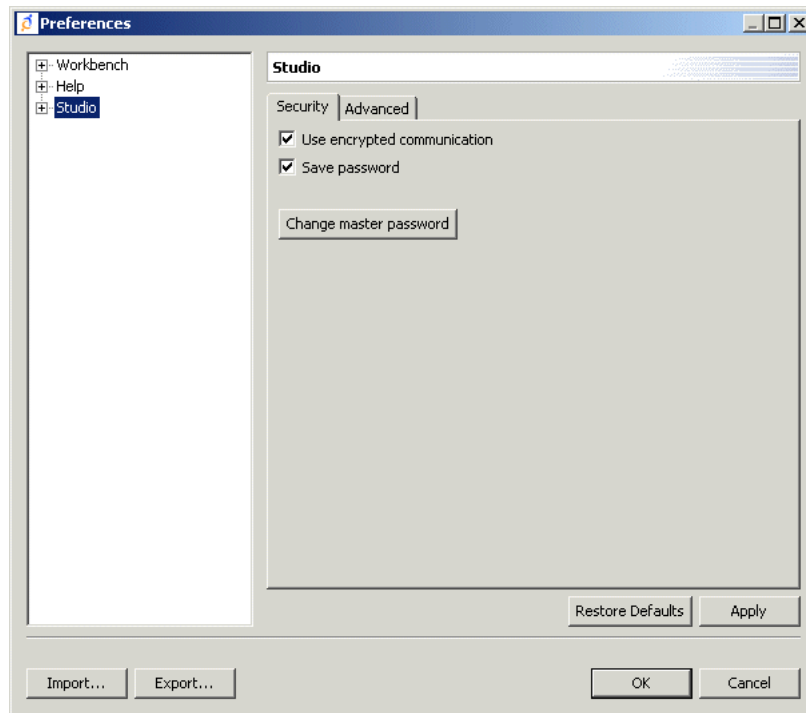 Preferences
Workbench
Help
Studio
Studio
Security Advanced
Use encrypted communication
Save password
Change master password
Restore Defaults Apply
Import... Export... OK Cancel